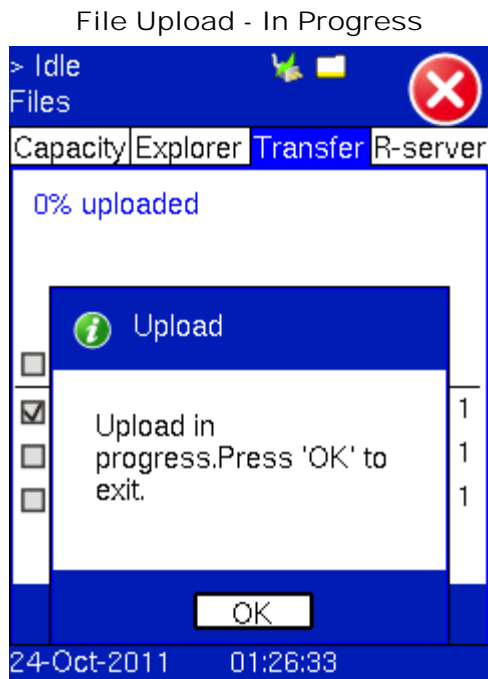 File Upload - In Progress
> Idle
Files
Capacity Explorer Transfer R-server
0% uploaded
Upload
1
Upload in
1
progress.Press 'OK' to
exit.
1
OK
24-Oct-2011 01:26:33